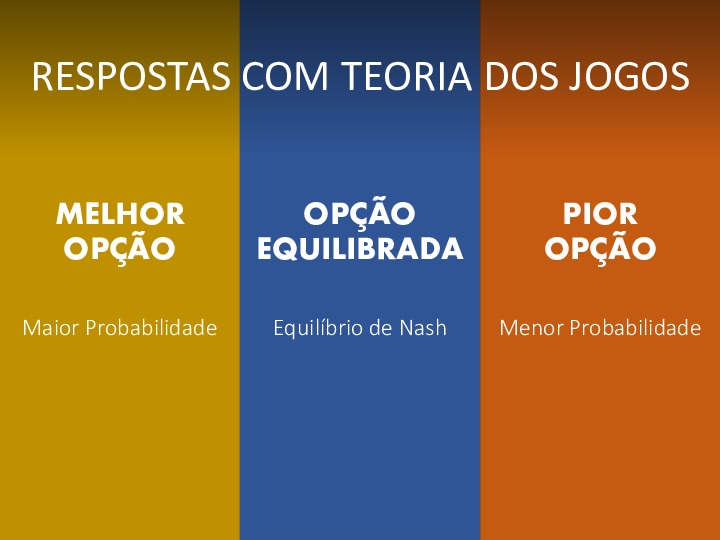 RESPOSTAS COM TEORIA DOS JOGOS
MELHOR
OPÇÃO
Maior Probabilidade
OPÇÃO
EQUILIBRADA
Equilíbrio de Nash
PIOR
OPÇÃO
Menor Probabilidade